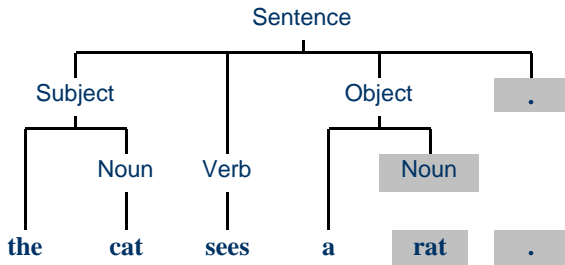 Sentence
Subject Object .
Noun Verb Noun
the cat sees a rat .